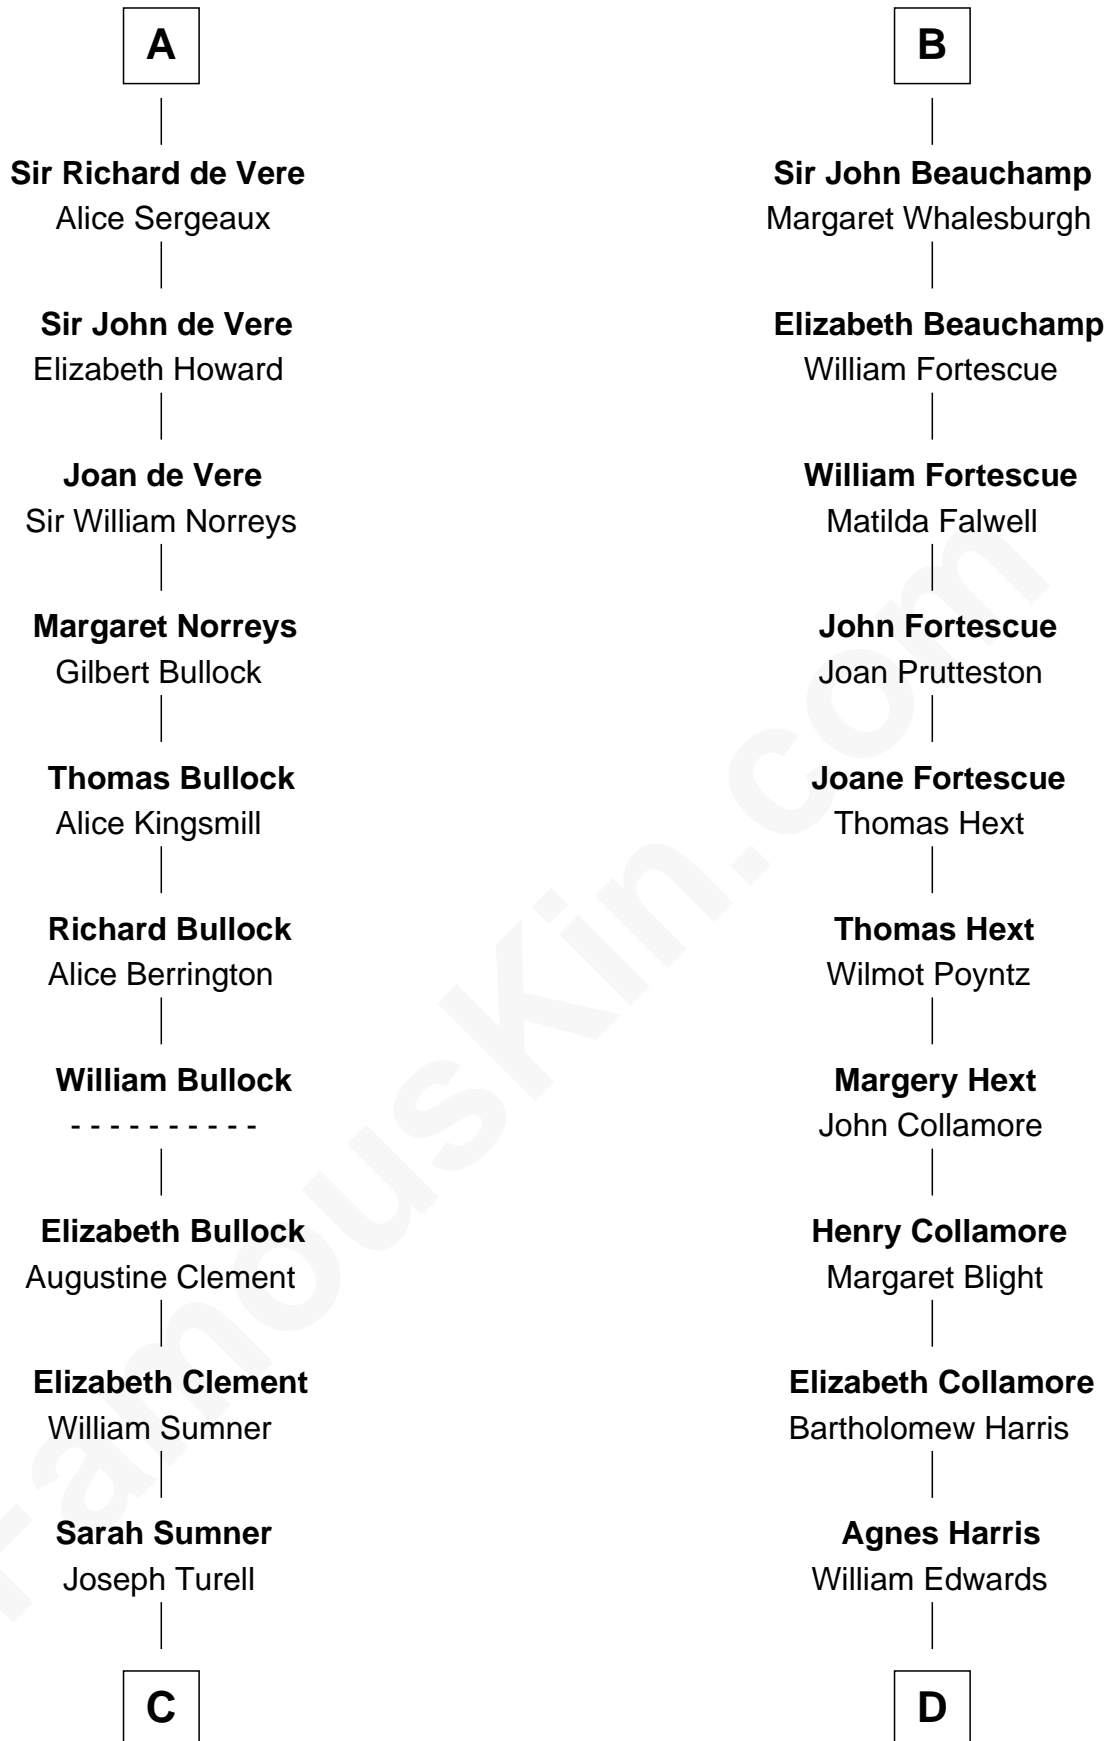 A
Sir Richard de Vere
Alice Sergeaux
Sir John de Vere
Elizabeth Howard
Joan de Vere
Sir William Norreys
Margaret Norreys
Gilbert Bullock
Thomas Bullock
Alice Kingsmill
Richard Bullock
Alice Berrington
William Bullock
- - - - - - - - - -
Elizabeth Bullock
Augustine Clement
Elizabeth Clement
William Sumner
Sarah Sumner
Joseph Turell
C
B
Sir John Beauchamp
Margaret Whalesburgh
Elizabeth Beauchamp
William Fortescue
William Fortescue
Matilda Falwell
John Fortescue
Joan Prutteston
Joane Fortescue
Thomas Hext
Thomas Hext
Wilmot Poyntz
Margery Hext
John Collamore
Henry Collamore
Margaret Blight
Elizabeth Collamore
Bartholomew Harris
Agnes Harris
William Edwards
D
FamousKin.com